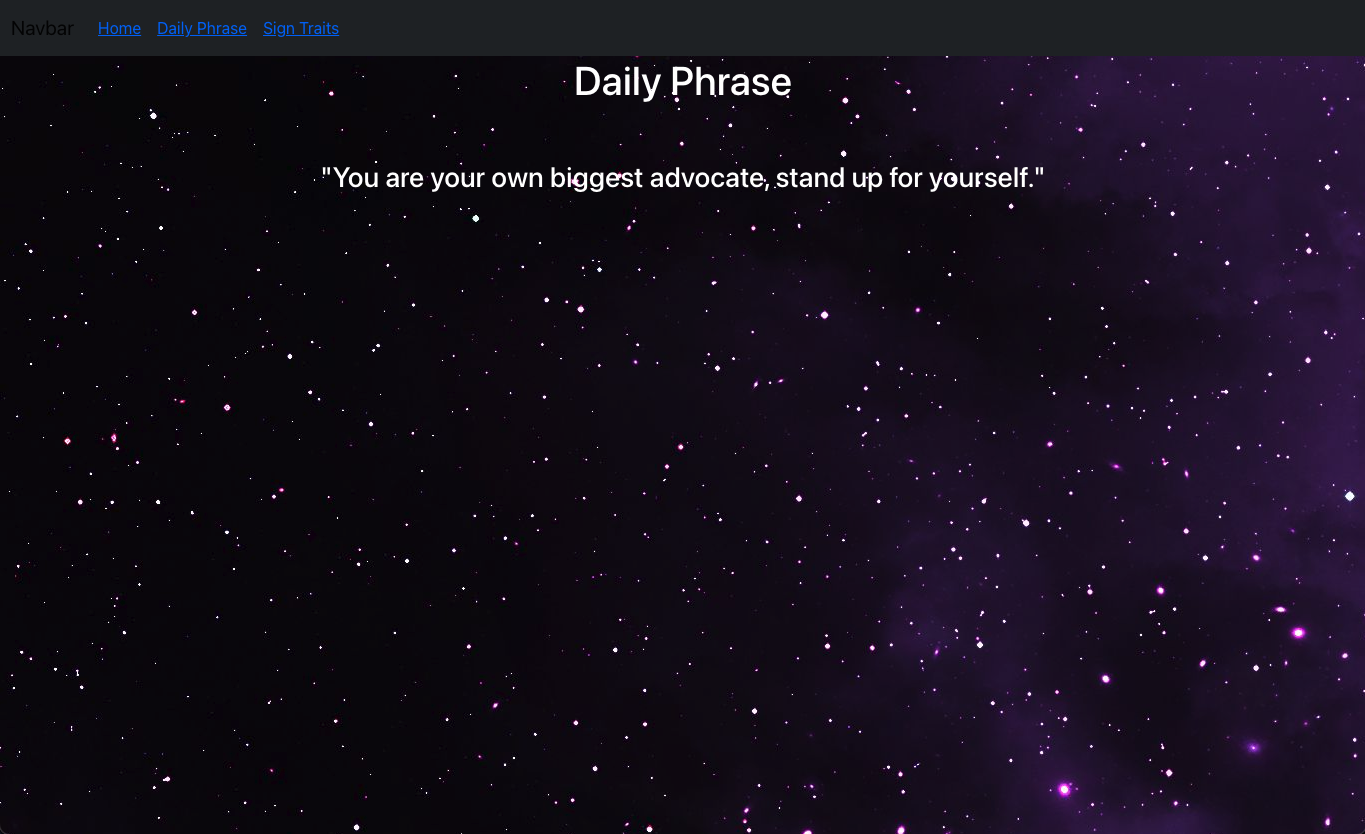 Navbar Home Daily Phrase Sign Traits
Daily Phrase
"You are your own biggest advocate, stand up for yourself."